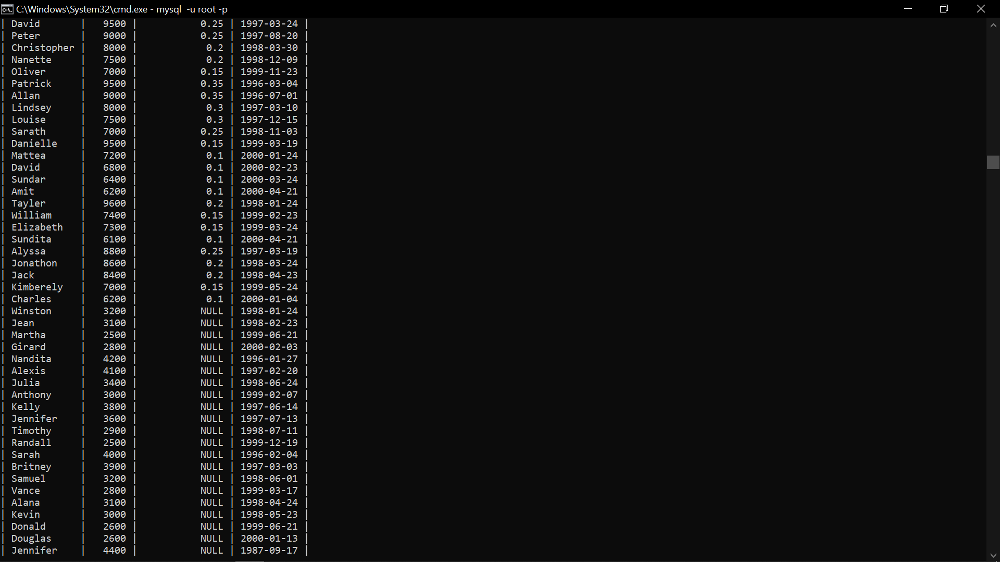 C:\Windows\System32\cmd.exe - mysql  -u root -p
| David       |   9500 |           0.25 | 1997-03-24 |
| Peter       |   9000 |           0.25 | 1997-08-20 |
| Christopher |   8000 |            0.2 | 1998-03-30 |
| Nanette     |   7500 |            0.2 | 1998-12-09 |
| Oliver      |   7000 |           0.15 | 1999-11-23 |
| Patrick     |   9500 |           0.35 | 1996-03-04 |
| Allan       |   9000 |           0.35 | 1996-07-01 |
| Lindsey     |   8000 |            0.3 | 1997-03-10 |
| Louise      |   7500 |            0.3 | 1997-12-15 |
| Sarath      |   7000 |           0.25 | 1998-11-03 |
| Danielle    |   9500 |           0.15 | 1999-03-19 |
| Mattea      |   7200 |            0.1 | 2000-01-24 |
| David       |   6800 |            0.1 | 2000-02-23 |
| Sundar      |   6400 |            0.1 | 2000-03-24 |
| Amit        |   6200 |            0.1 | 2000-04-21 |
| Tayler      |   9600 |            0.2 | 1998-01-24 |
| William     |   7400 |           0.15 | 1999-02-23 |
| Elizabeth   |   7300 |           0.15 | 1999-03-24 |
| Sundita     |   6100 |            0.1 | 2000-04-21 |
| Alyssa      |   8800 |           0.25 | 1997-03-19 |
| Jonathon    |   8600 |            0.2 | 1998-03-24 |
| Jack        |   8400 |            0.2 | 1998-04-23 |
| Kimberely   |   7000 |           0.15 | 1999-05-24 |
| Charles     |   6200 |            0.1 | 2000-01-04 |
| Winston     |   3200 |           NULL | 1998-01-24 |
| Jean        |   3100 |           NULL | 1998-02-23 |
| Martha      |   2500 |           NULL | 1999-06-21 |
| Girard      |   2800 |           NULL | 2000-02-03 |
| Nandita     |   4200 |           NULL | 1996-01-27 |
| Alexis      |   4100 |           NULL | 1997-02-20 |
| Julia       |   3400 |           NULL | 1998-06-24 |
| Anthony     |   3000 |           NULL | 1999-02-07 |
| Kelly       |   3800 |           NULL | 1997-06-14 |
| Jennifer    |   3600 |           NULL | 1997-07-13 |
| Timothy     |   2900 |           NULL | 1998-07-11 |
| Randall     |   2500 |           NULL | 1999-12-19 |
| Sarah       |   4000 |           NULL | 1996-02-04 |
| Britney     |   3900 |           NULL | 1997-03-03 |
| Samuel      |   3200 |           NULL | 1998-06-01 |
| Vance       |   2800 |           NULL | 1999-03-17 |
| Alana       |   3100 |           NULL | 1998-04-24 |
| Kevin       |   3000 |           NULL | 1998-05-23 |
| Donald      |   2600 |           NULL | 1999-06-21 |
| Douglas     |   2600 |           NULL | 2000-01-13 |
| Jennifer    |   4400 |           NULL | 1987-09-17 |